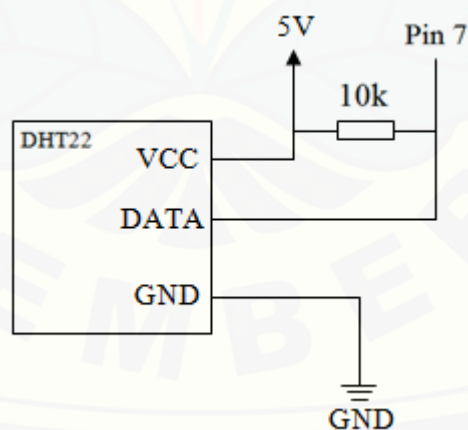 5V
Pin 7
10k
DHT22
VCC
DATA
GND
GND